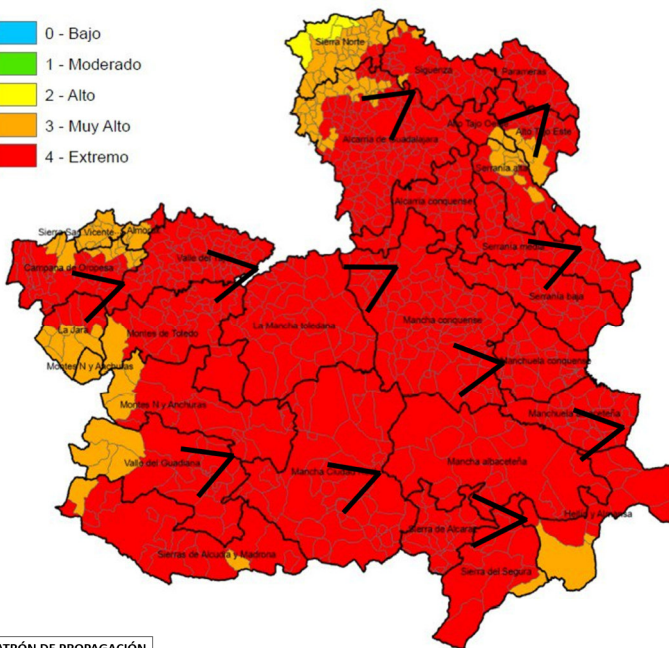 0 - Bajo
1 - Moderado
2 - Alto
3 - Muy Alto
4 - Extremo
Sierra Norte
Sigüenza
Parameras
Alto Tajo Oeste
Alto Tajo Este
Alcarria de Guadalajara
Serranía alta
Alcarria conquense
Sierra San Vicente
Almorox
Serranía media
Valle del
Campana de Oropesa
Serranía baja
La Mancha toledana
Mancha conquense
La Jara
Montes de Toledo
Manchuela conquense
Montes N y Anchuras
Montes N y Anchuras
Manchuela albaceteña
Valle del Guadiana
Mancha albaceteña
Mancha Ciudad
Hellín y Almansa
Sierra de Alcaraz
Sierras de Alcudia y Madrona
Sierra del Segura
ATRÓN DE PROPAGACIÓN